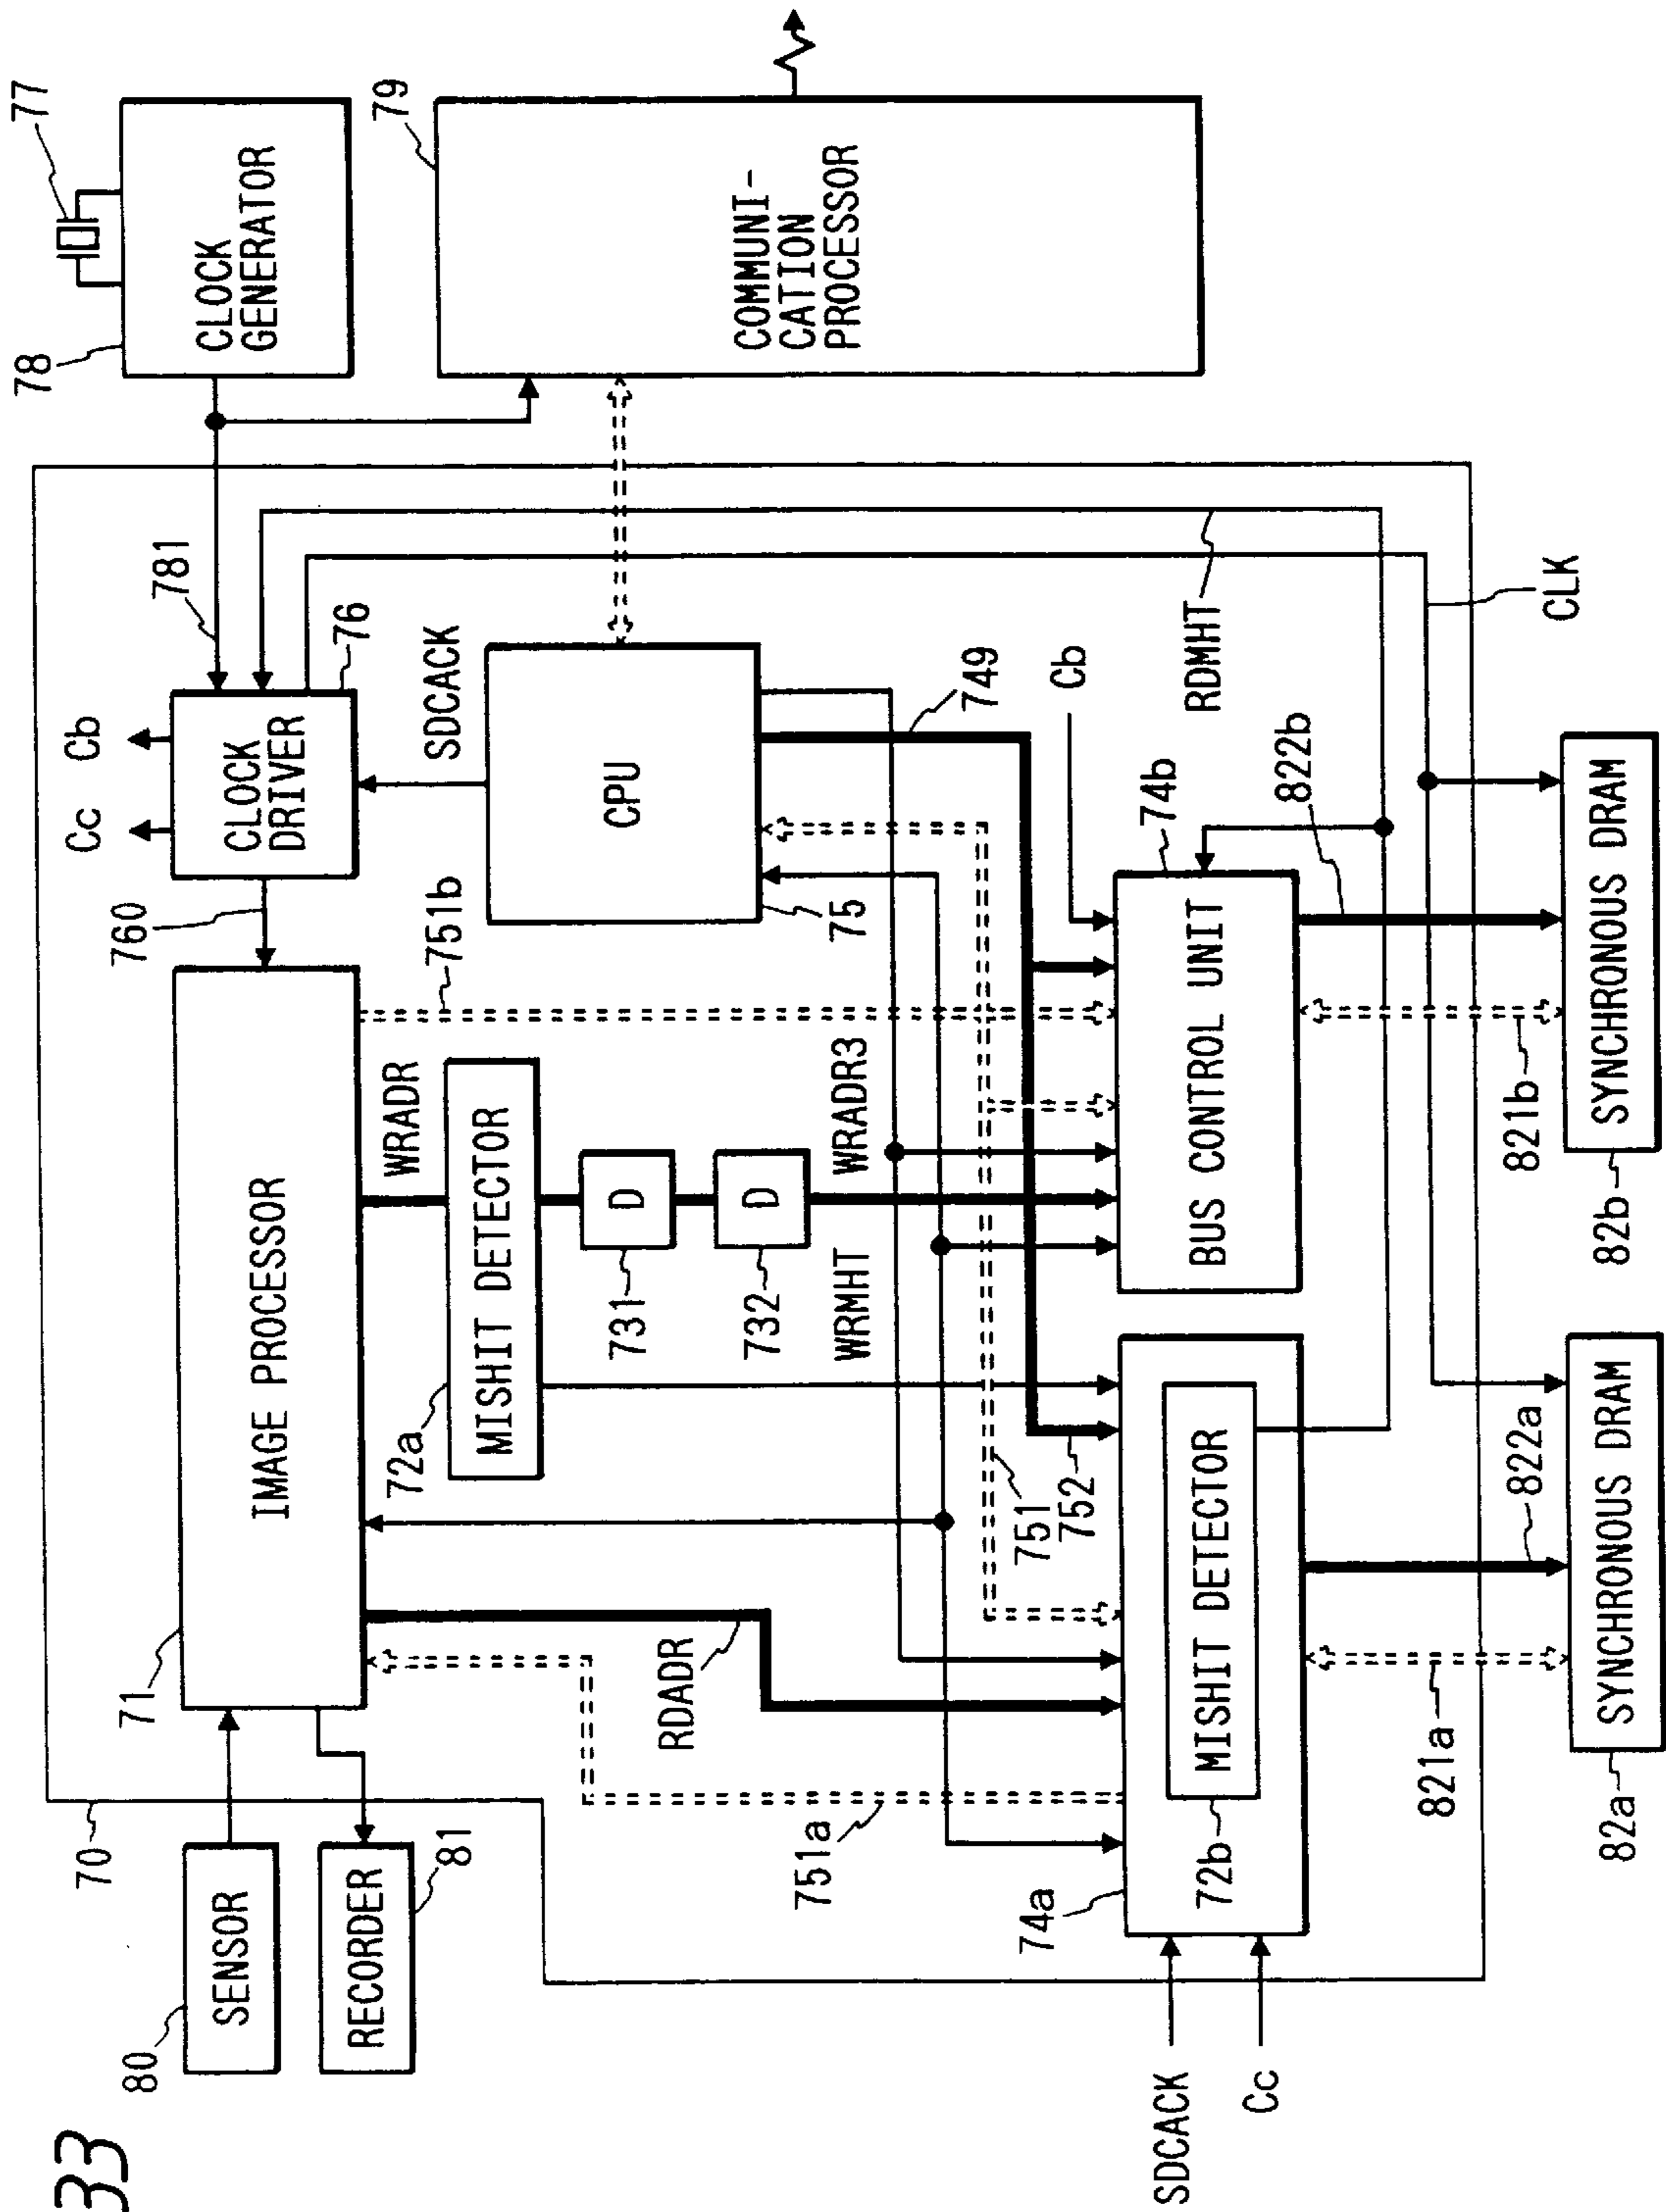 33
77
78
CLOCK
GENERATOR
79
COMMUNI-
CATION
PROCESSOR
781
Cc
Cb
76
CLOCK
DRIVER
SDCACK
760
CPU
75
749
751b
70
80
SENSOR
RECORDER
81
71
IMAGE PROCESSOR
WRADR
72a
MISHIT DETECTOR
D
731
D
732
WRADR3
WRMHT
RDADR
751a
751
752
Cb
74b
BUS CONTROL UNIT
RDMHT
CLK
74a
72b
MISHIT DETECTOR
SDCACK
Cc
821a
822a
82a
SYNCHRONOUS DRAM
821b
822b
82b
SYNCHRQNOUS DRAM